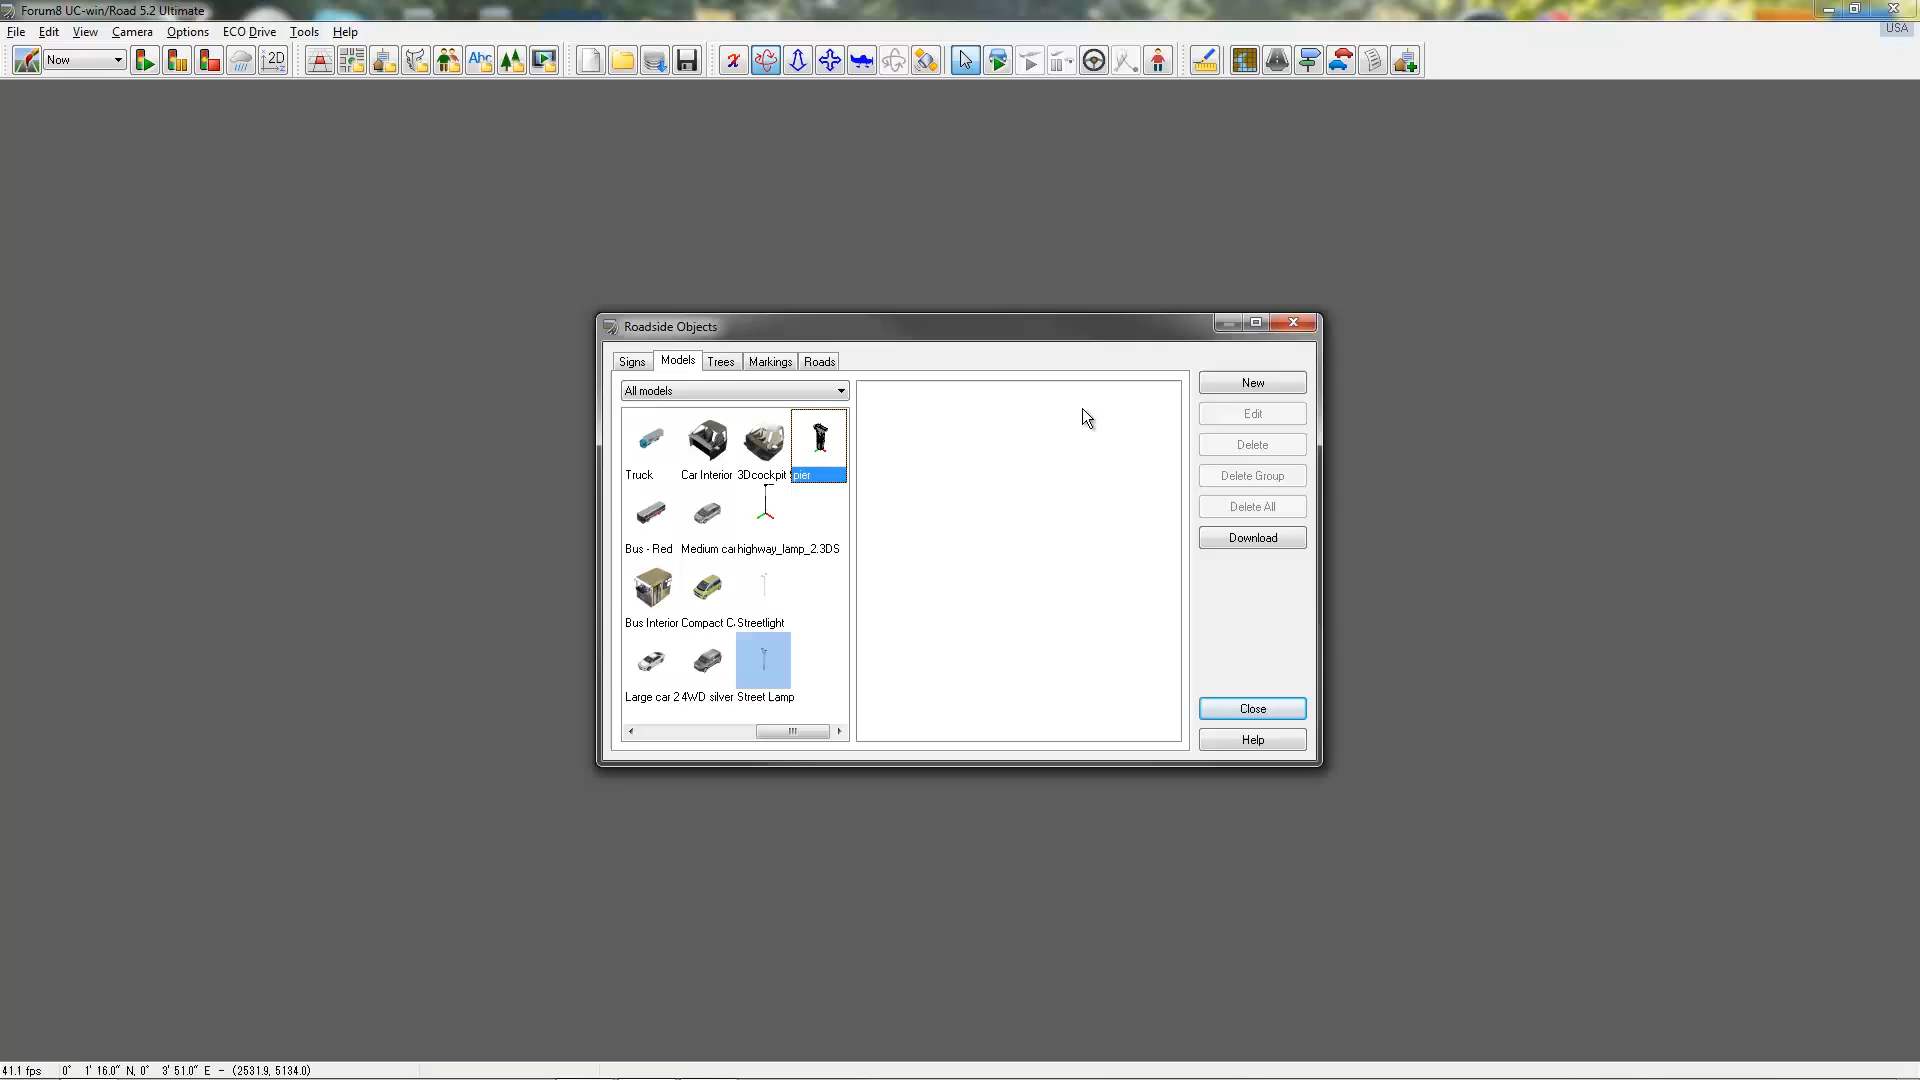 Forum8 UC-win/Road 5.2 Ultimate
File Edit View Camera Options ECO Drive Tools Help
USA
Now
2D
Abc
x
Roadside Objects
Signs Models Trees Markings Roads
All models
New
Edit
Delete
Delete Group
Delete All
Download
Close
Help
Truck Car Interior 3Dcockpit pier
Bus - Red Medium car highway_lamp_2.3DS
Bus Interior Compact C. Streetlight
Large car 2 4WD silver Street Lamp
41.1 fps 0° 1' 16.0" N, 0° 3' 51.0" E - (2531.9, 5134.0)